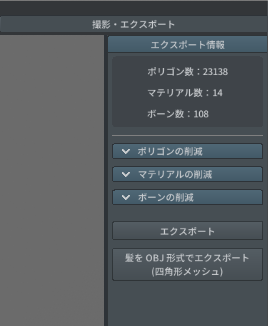 撮影・エクスポート
エクスポート情報
ポリゴン数：23138
マテリアル数：14
ボーン数：108
ポリゴンの削減
マテリアルの削減
ボーンの削減
エクスポート
髪を OBJ 形式でエクスポート
(四角形メッシュ)